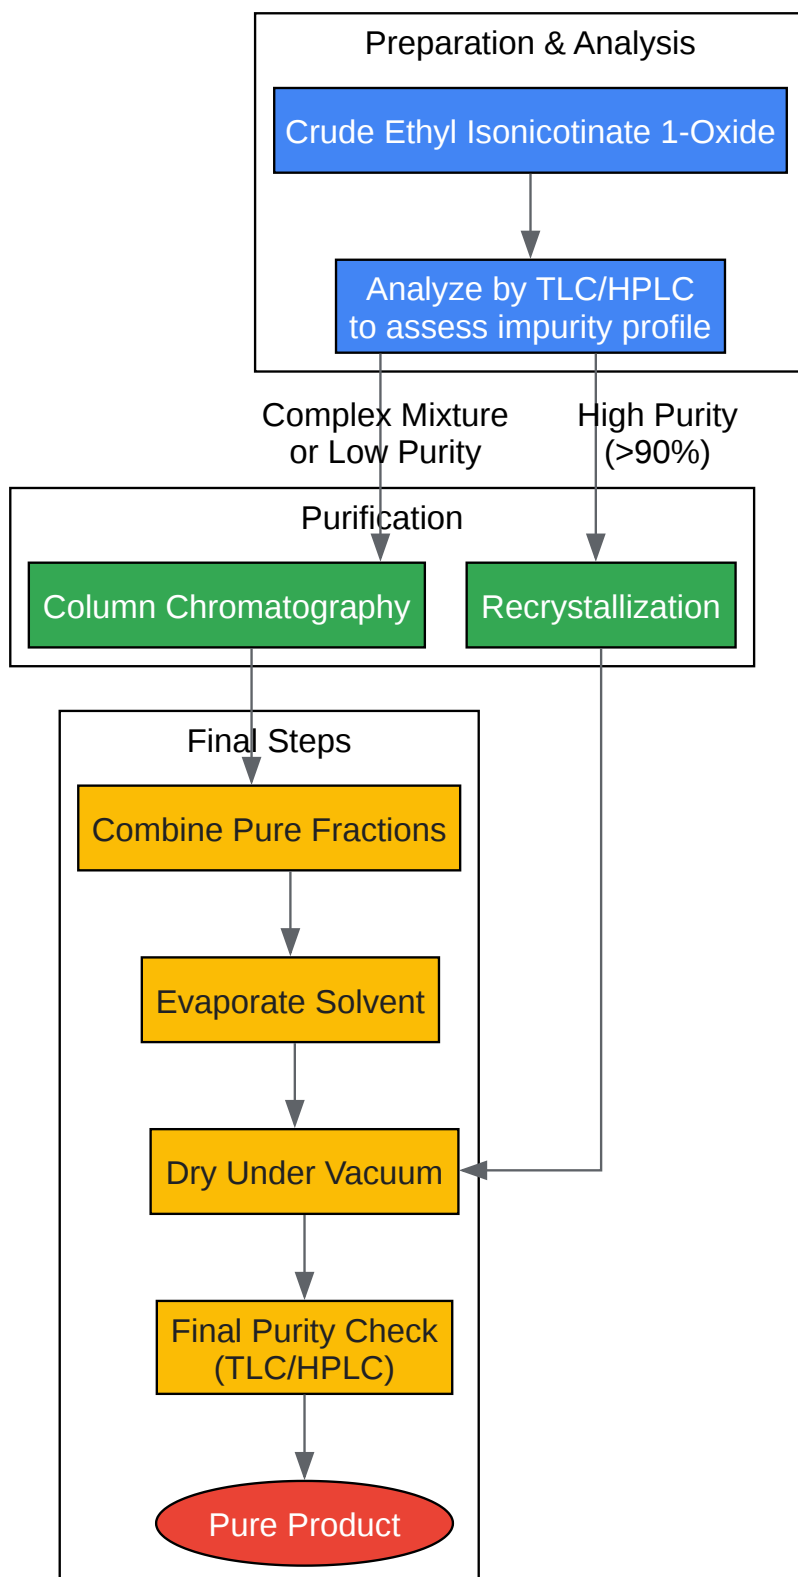 Preparation & Analysis
Crude Ethyl Isonicotinate 1-Oxide
Analyze by TLC/HPLC
to assess impurity profile
Complex Mixture
or Low Purity
High Purity
(>90%)
Purification
Column Chromatography
Recrystallization
Final Steps
Combine Pure Fractions
Evaporate Solvent
Dry Under Vacuum
Final Purity Check
(TLC/HPLC)
Pure Product